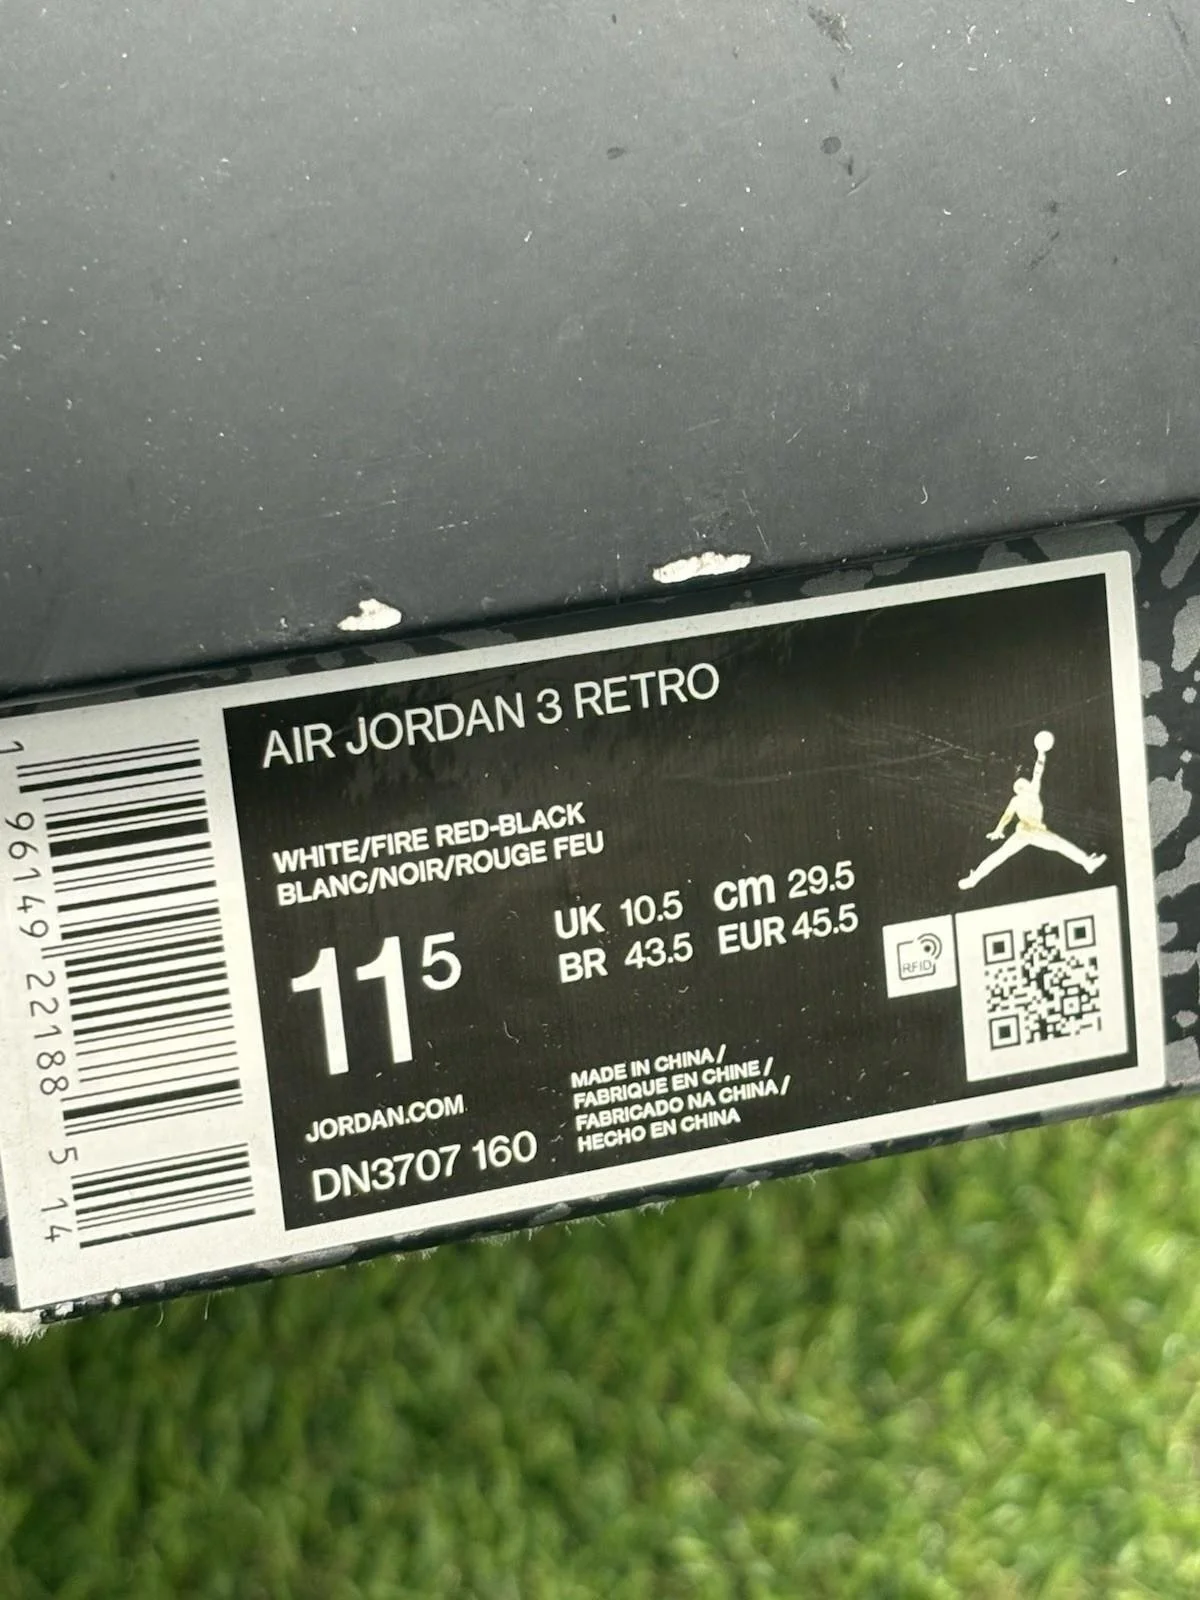 AIR JORDAN 3 RETRO
WHITE/FIRE RED-BLACK
BLANC/NOIR/ROUGE FEU
11 5
UK 10.5 cm 29.5
BR 43.5 EUR 45.5
RFID
MADE IN CHINA /
FABRIQUE EN CHINE /
FABRICADO NA CHINA /
HECHO EN CHINA
JORDAN.COM
DN3707 160
1 96149 22188 5 14